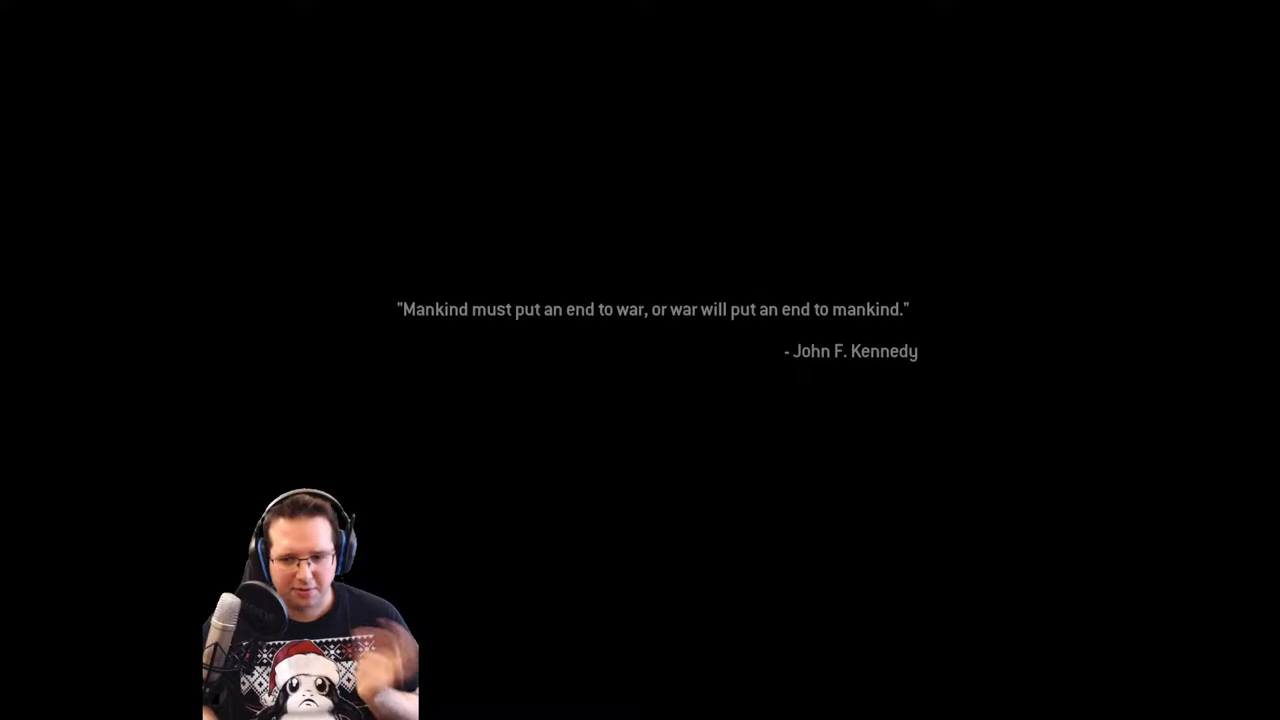 "Mankind must put an end to war, or war will put an end to mankind."
- John F. Kennedy